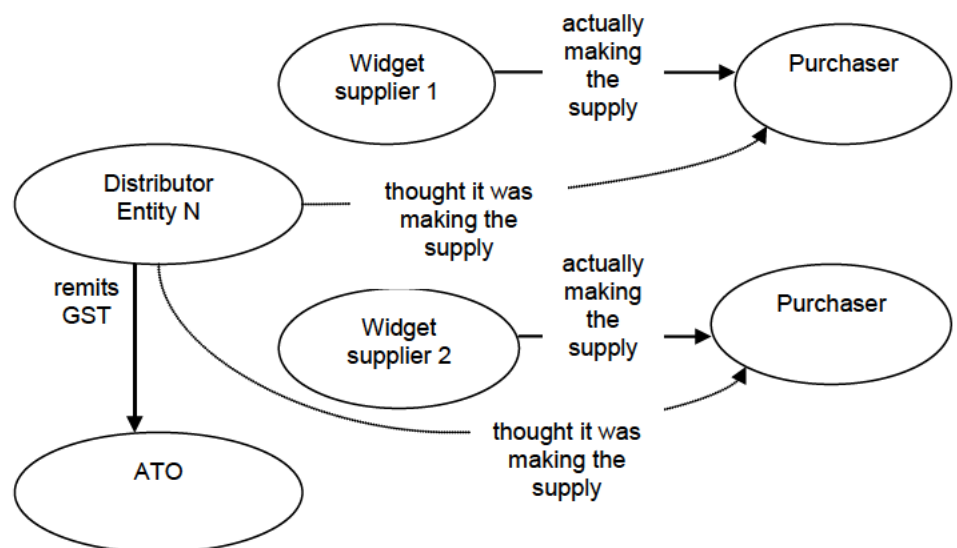 Widget
supplier 1
actually
making
the
supply
Purchaser
Distributor
Entity N
thought it was
making the
supply
remits
GST
Widget
supplier 2
actually
making
the
supply
Purchaser
thought it was
making the
supply
ATO